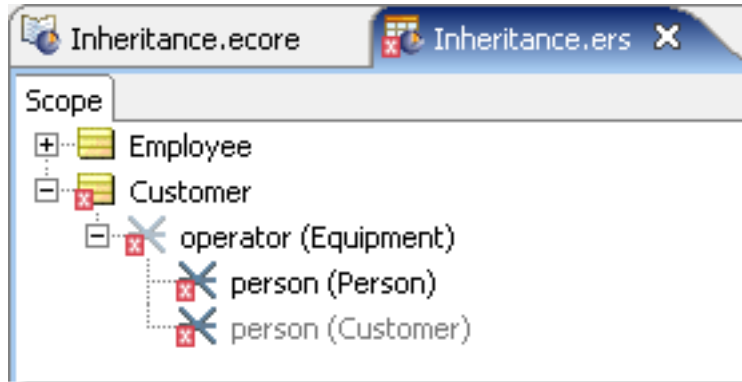 Inheritance.ecore Inheritance.ers
Scope
Employee
Customer
operator (Equipment)
person (Person)
person (Customer)